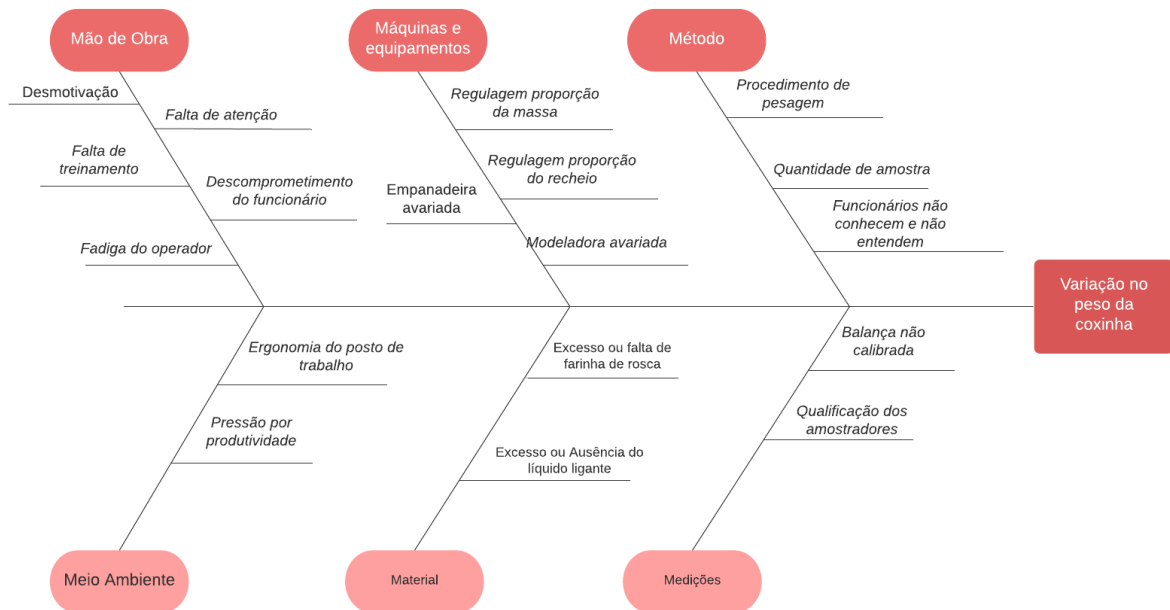 Mão de Obra
Máquinas e
equipamentos
Método
Desmotivação
Falta de atenção
Falta de
treinamento
Descomprometimento
do funcionário
Fadiga do operador
Regulagem proporção
da massa
Regulagem proporção
do recheio
Empanadeira
avariada
Modeladora avariada
Procedimento de
pesagem
Quantidade de amostra
Funcionários não
conhecem e não
entendem
Variação no
peso da
coxinha
Ergonomia do posto de
trabalho
Pressão por
produtividade
Excesso ou falta de
farinha de rosca
Excesso ou Ausência do
líquido ligante
Balança não
calibrada
Qualificação dos
amostradores
Meio Ambiente
Material
Medições